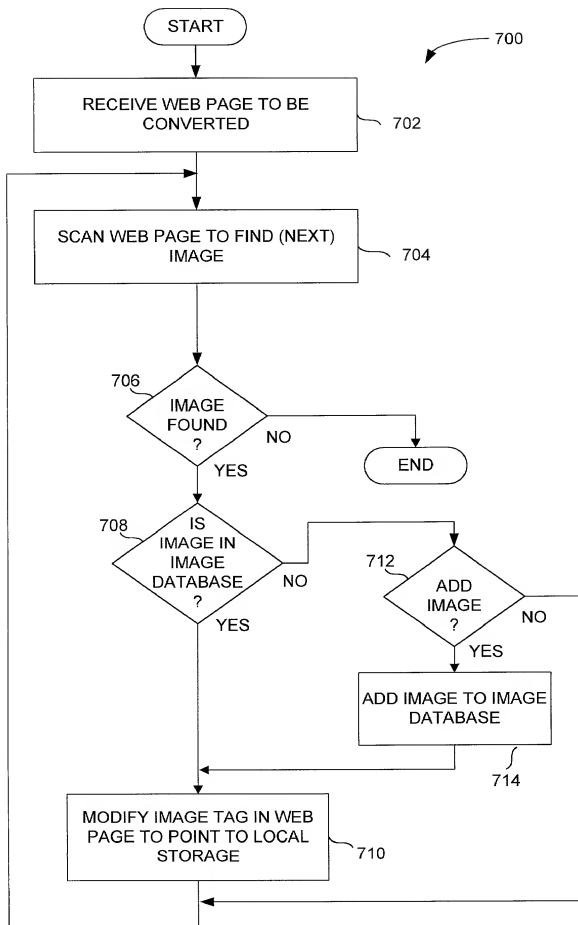 START
700
RECEIVE WEB PAGE TO BE
CONVERTED
702
SCAN WEB PAGE TO FIND (NEXT)
IMAGE
704
706
IMAGE
FOUND
?
NO
YES
END
708
IS
IMAGE IN
IMAGE
DATABASE
?
NO
YES
712
ADD
IMAGE
?
NO
YES
ADD IMAGE TO IMAGE
DATABASE
714
MODIFY IMAGE TAG IN WEB
PAGE TO POINT TO LOCAL
STORAGE
710